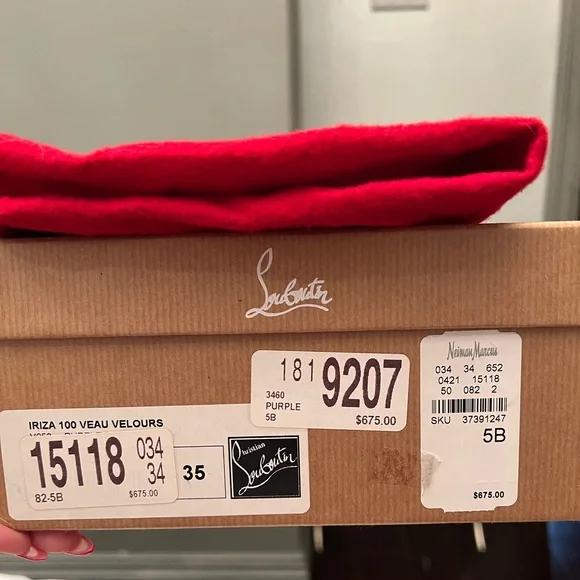 Louboutin
Neiman Marcus
034 34 652
0421 15118
50 082 2
SKU 37391247
5B
$675.00
181 9207
3460
PURPLE
5B
$675.00
IRIZA 100 VEAU VELOURS
15118 034
34
82-5B
$675.00
35
Christian
Louboutin